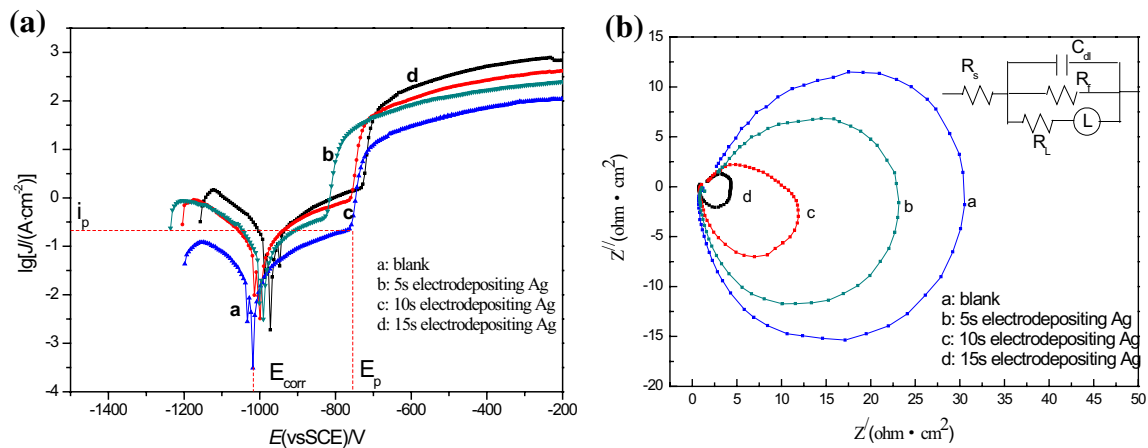 (a)
lg[J/(A·cm⁻²)
3
2
1
0
-1
-2
-3
-4
-1400 -1200 -1000 -800 -600 -400 -200
E(vsSCE)/V
i_p
E_corr
E_p
a
b
c
d
a: blank
b: 5s electrodepositing Ag
c: 10s electrodepositing Ag
d: 15s electrodepositing Ag
(b)
Z//(ohm • cm²)
15
10
5
0
-5
-10
-15
-20
0 5 10 15 20 25 30 35 40 45 50
Z/(ohm • cm²)
R_s
C_dl
R_f
R_L
L
d
c
b
a
a: blank
b: 5s electrodepositing Ag
c: 10s electrodepositing Ag
d: 15s electrodepositing Ag